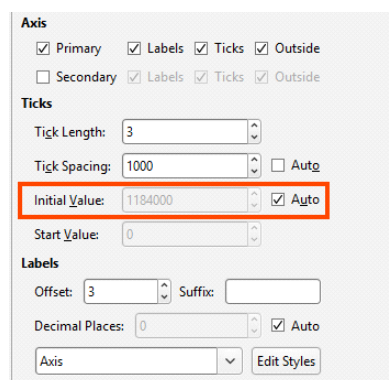 Axis
Primary Labels Ticks Outside
Secondary Labels Ticks Outside
Ticks
Tick Length: 3
Tick Spacing: 1000 Auto
Initial Value: 1184000 Auto
Start Value: 0
Labels
Offset: 3 Suffix:
Decimal Places: 0 Auto
Axis Edit Styles